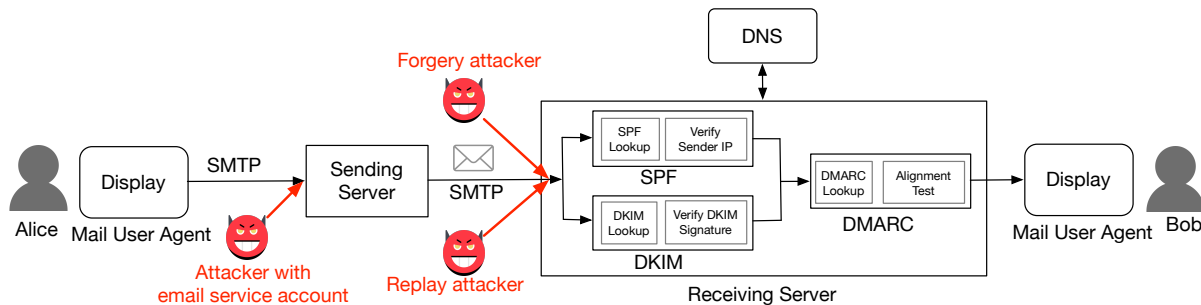 DNS
Forgery attacker
SMTP
Sending
Server
SMTP
Display
Mail User Agent
Alice
Attacker with
email service account
Replay attacker
SPF
Lookup
Verify
Sender IP
SPF
DKIM
Lookup
Verify DKIM
Signature
DKIM
DMARC
Lookup
Alignment
Test
DMARC
Receiving Server
Display
Mail User Agent
Bob